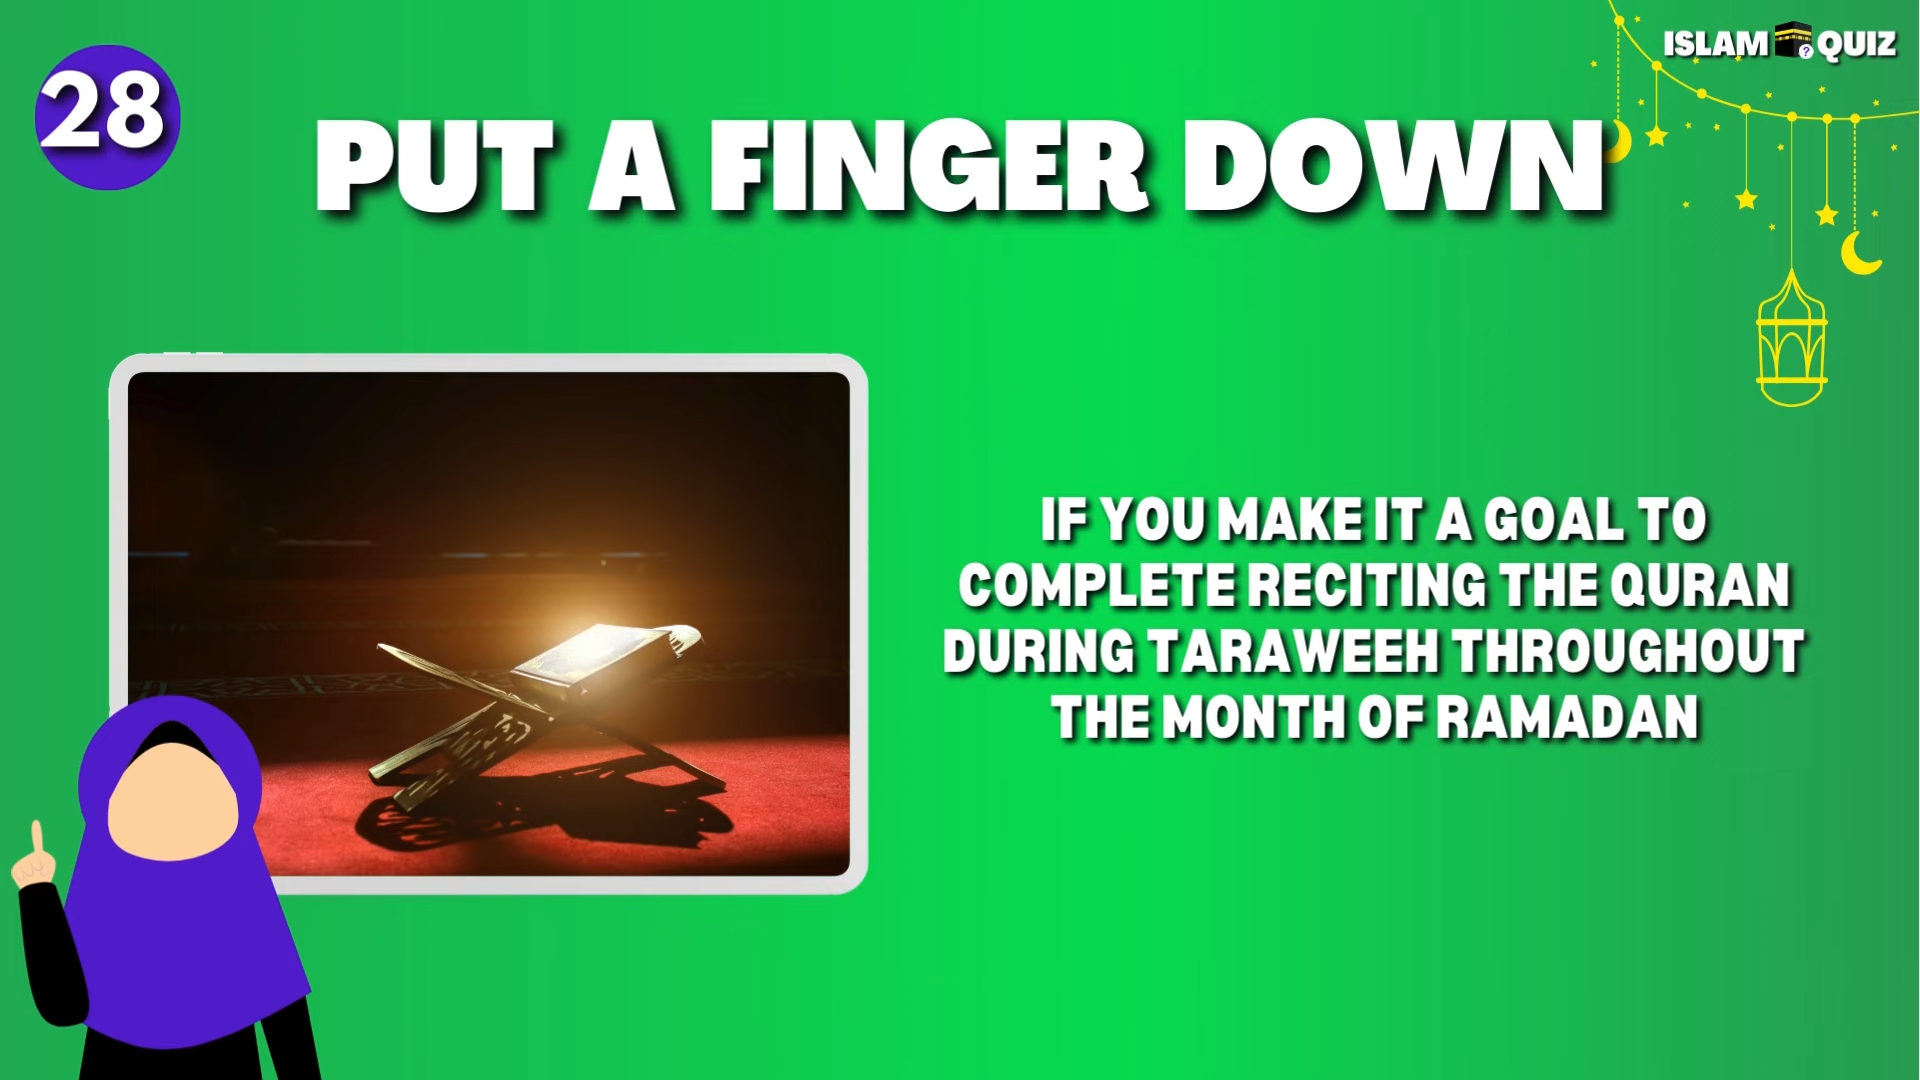 28
ISLAM QUIZ
?
PUT A FINGER DOWN
IF YOU MAKE IT A GOAL TO
COMPLETE RECITING THE QURAN
DURING TARAWEEH THROUGHOUT
THE MONTH OF RAMADAN